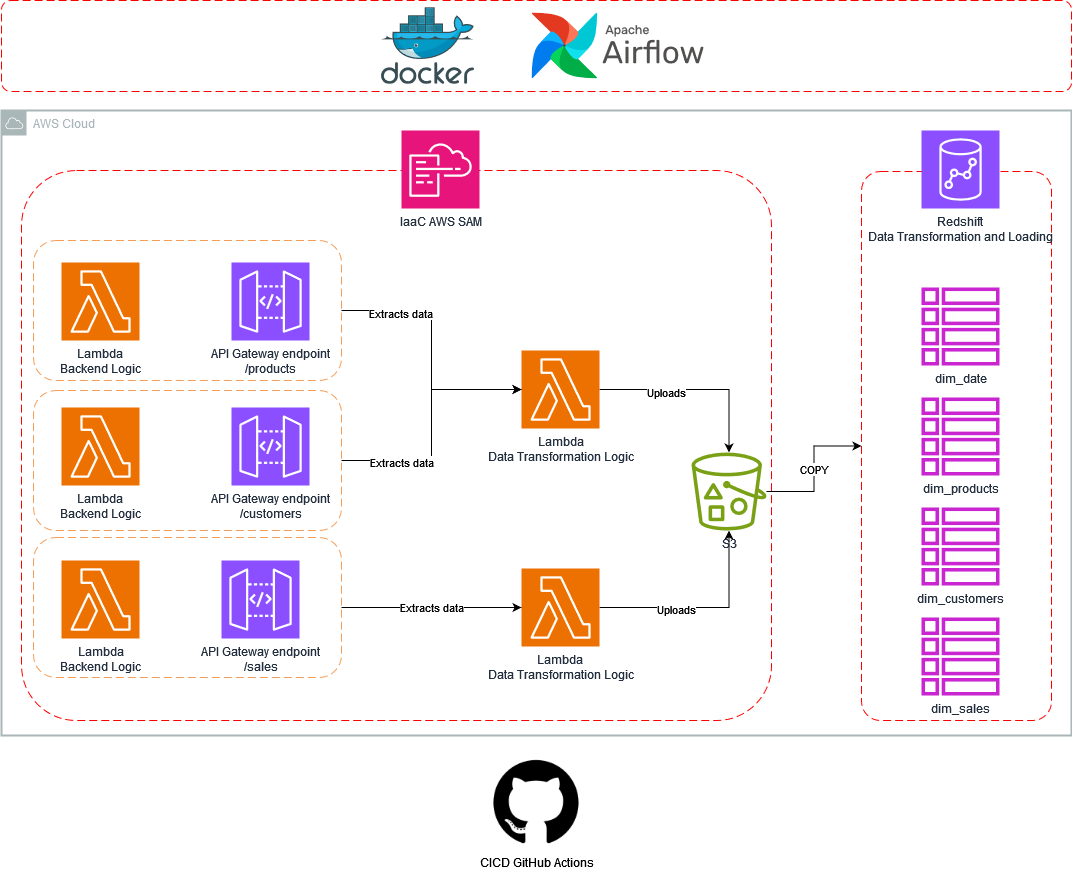 docker
Apache
Airflow
AWS Cloud
IaaC AWS SAM
Redshift
Data Transformation and Loading
Lambda
Backend Logic
API Gateway endpoint
/products
Extracts data
Lambda
Backend Logic
API Gateway endpoint
/customers
Extracts data
Lambda
Backend Logic
API Gateway endpoint
/sales
Extracts data
Lambda
Data Transformation Logic
Uploads
Lambda
Data Transformation Logic
Uploads
S3
COPY
dim_date
dim_products
dim_customers
dim_sales
CICD GitHub Actions